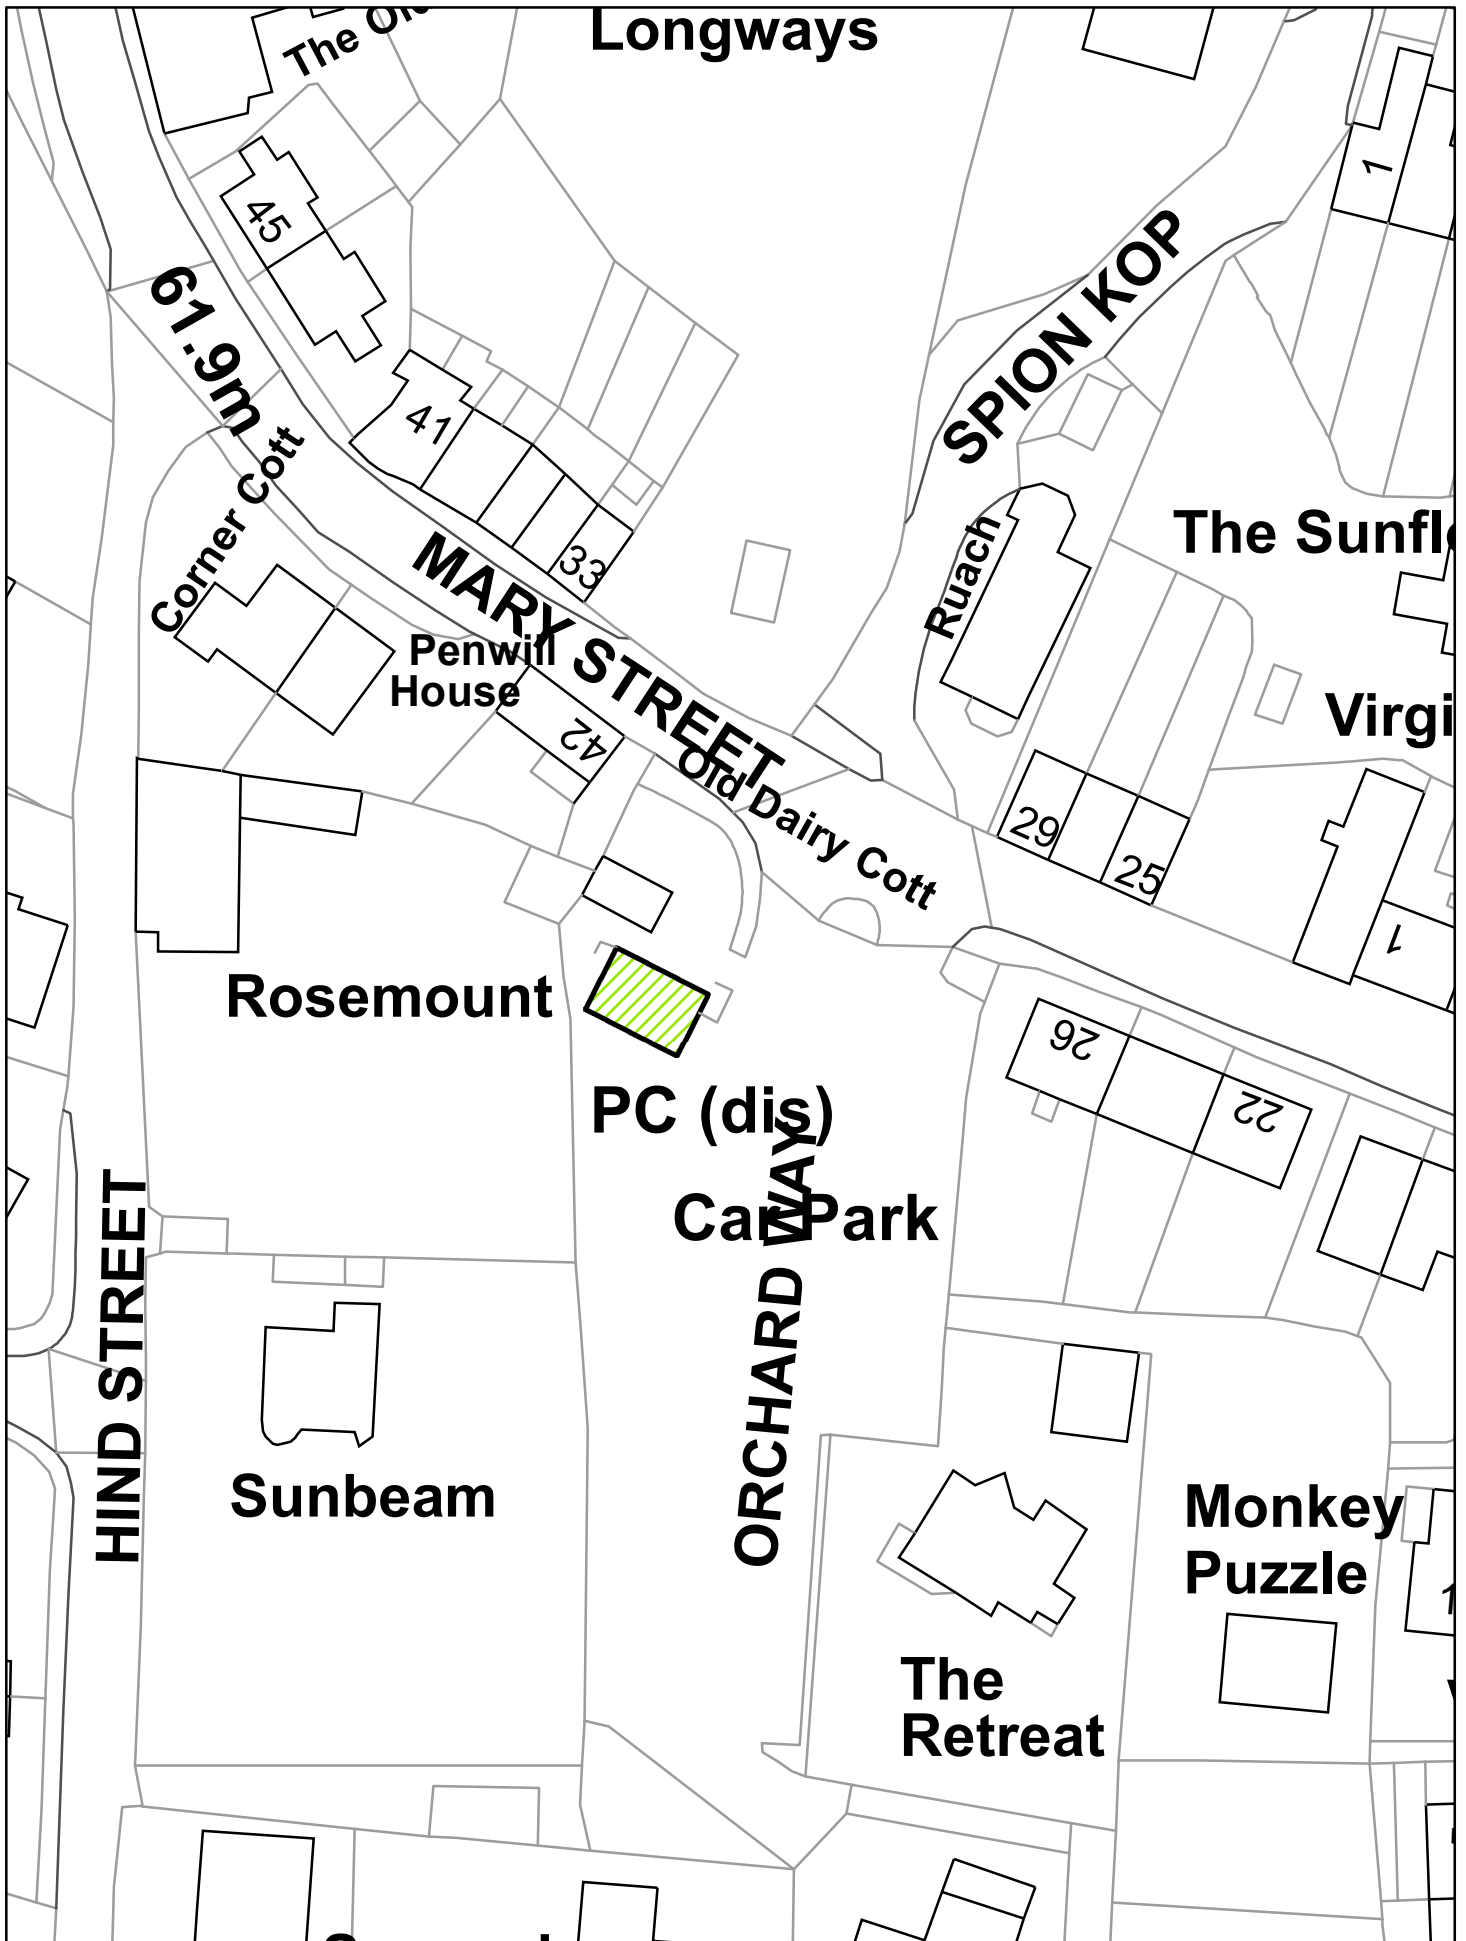 The
Longways
1
45
61.9m
SPION KOP
41
Corner Cott
The
33
MARY STREET
Ruach
Penwill
House
42
Old Dairy Cott
29
25
1
Rosemount
26
22
PC (dis)
Car Park
ORCHARD WAY
HIND STREET
Sunbeam
Monkey
Puzzle
The
Retreat